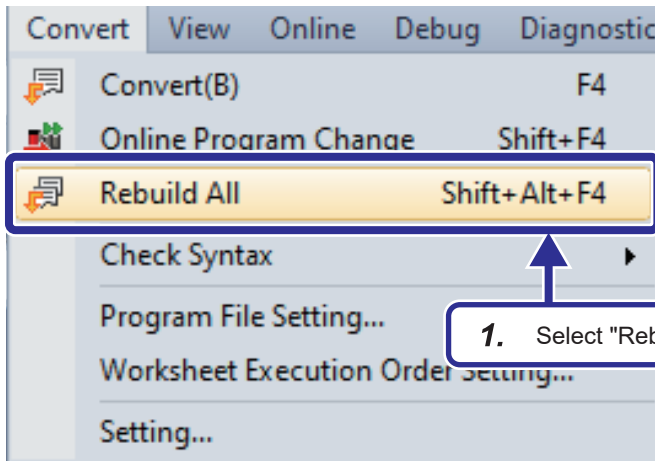 Convert View Online Debug Diagnostic
Convert(B) F4
Online Program Change Shift+F4
Rebuild All Shift+Alt+F4
Check Syntax
Program File Setting...
1. Select "Reb
Worksheet Execution Order Setting...
Setting...